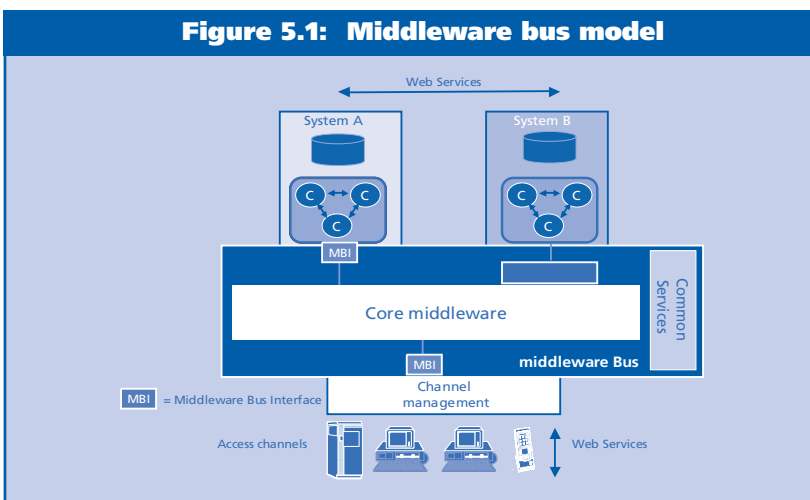 Figure 5.1: Middleware bus model
Web Services
System A
System B
C
C
C
C
C
C
MBI
Core middleware
Common
Services
MBI
middleware Bus
Channel
management
MBI
= Middleware Bus Interface
Access channels
Web Services